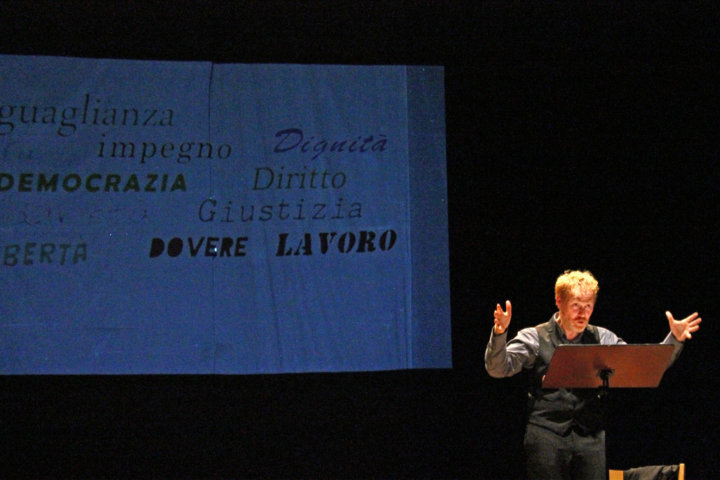 guaglianza
impegno Dignità
DEMOCRAZIA Diritto
Giustizia
BERTA DOVERE LAVORO